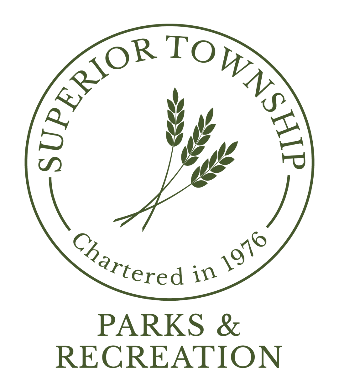 SUPERIOR TOWNSHIP
Chartered in 1976
PARKS &
RECREATION